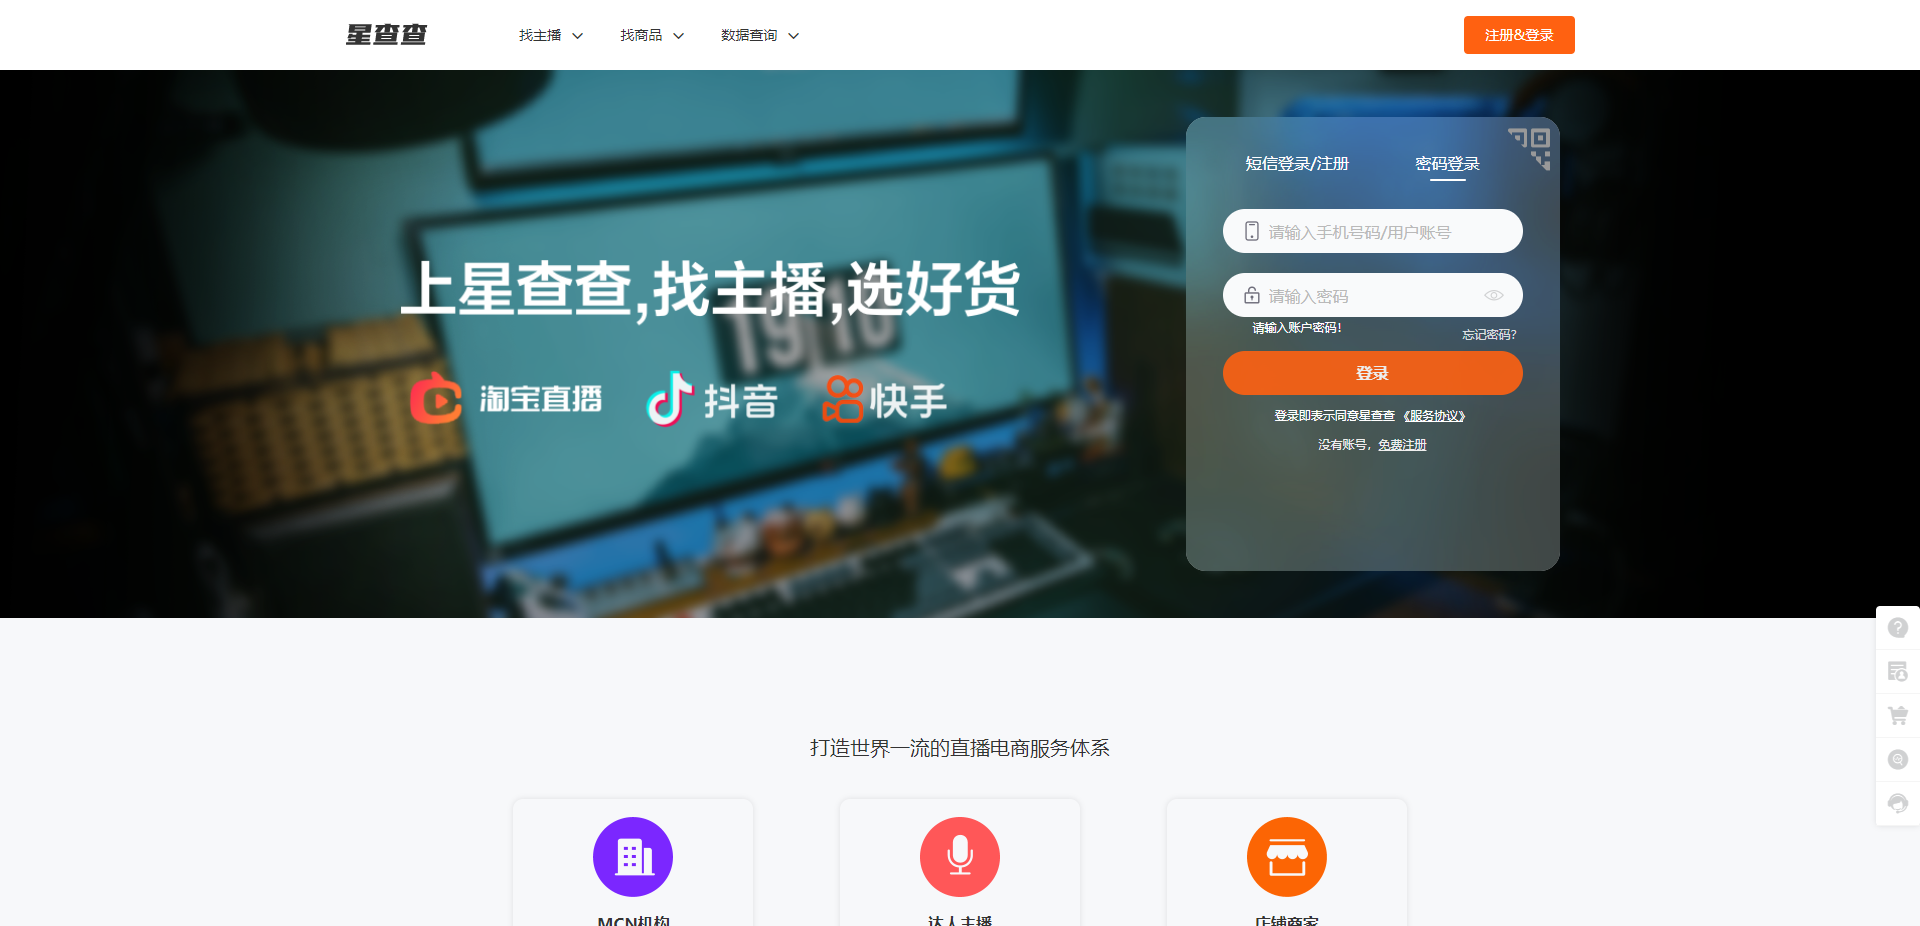 星查查
找主播
找商品
数据查询
注册&登录
短信登录/注册
密码登录
请输入手机号码/用户账号
请输入密码
请输入账户密码!
忘记密码?
登录
登录即表示同意星查查 《服务协议》
没有账号，免费注册
上星查查,找主播,选好货
19 16
淘宝直播
抖音
快手
打造世界一流的直播电商服务体系
MCN机构
达人主播
店铺商家